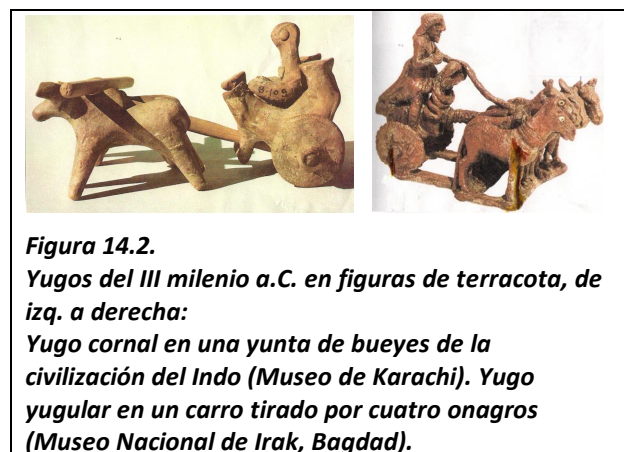 Figura 14.2.
Yugos del III milenio a.C. en figuras de terracota, de
izq. a derecha:
Yugo cornal en una yunta de bueyes de la
civilización del Indo (Museo de Karachi). Yugo
yugular en un carro tirado por cuatro onagros
(Museo Nacional de Irak, Bagdad).